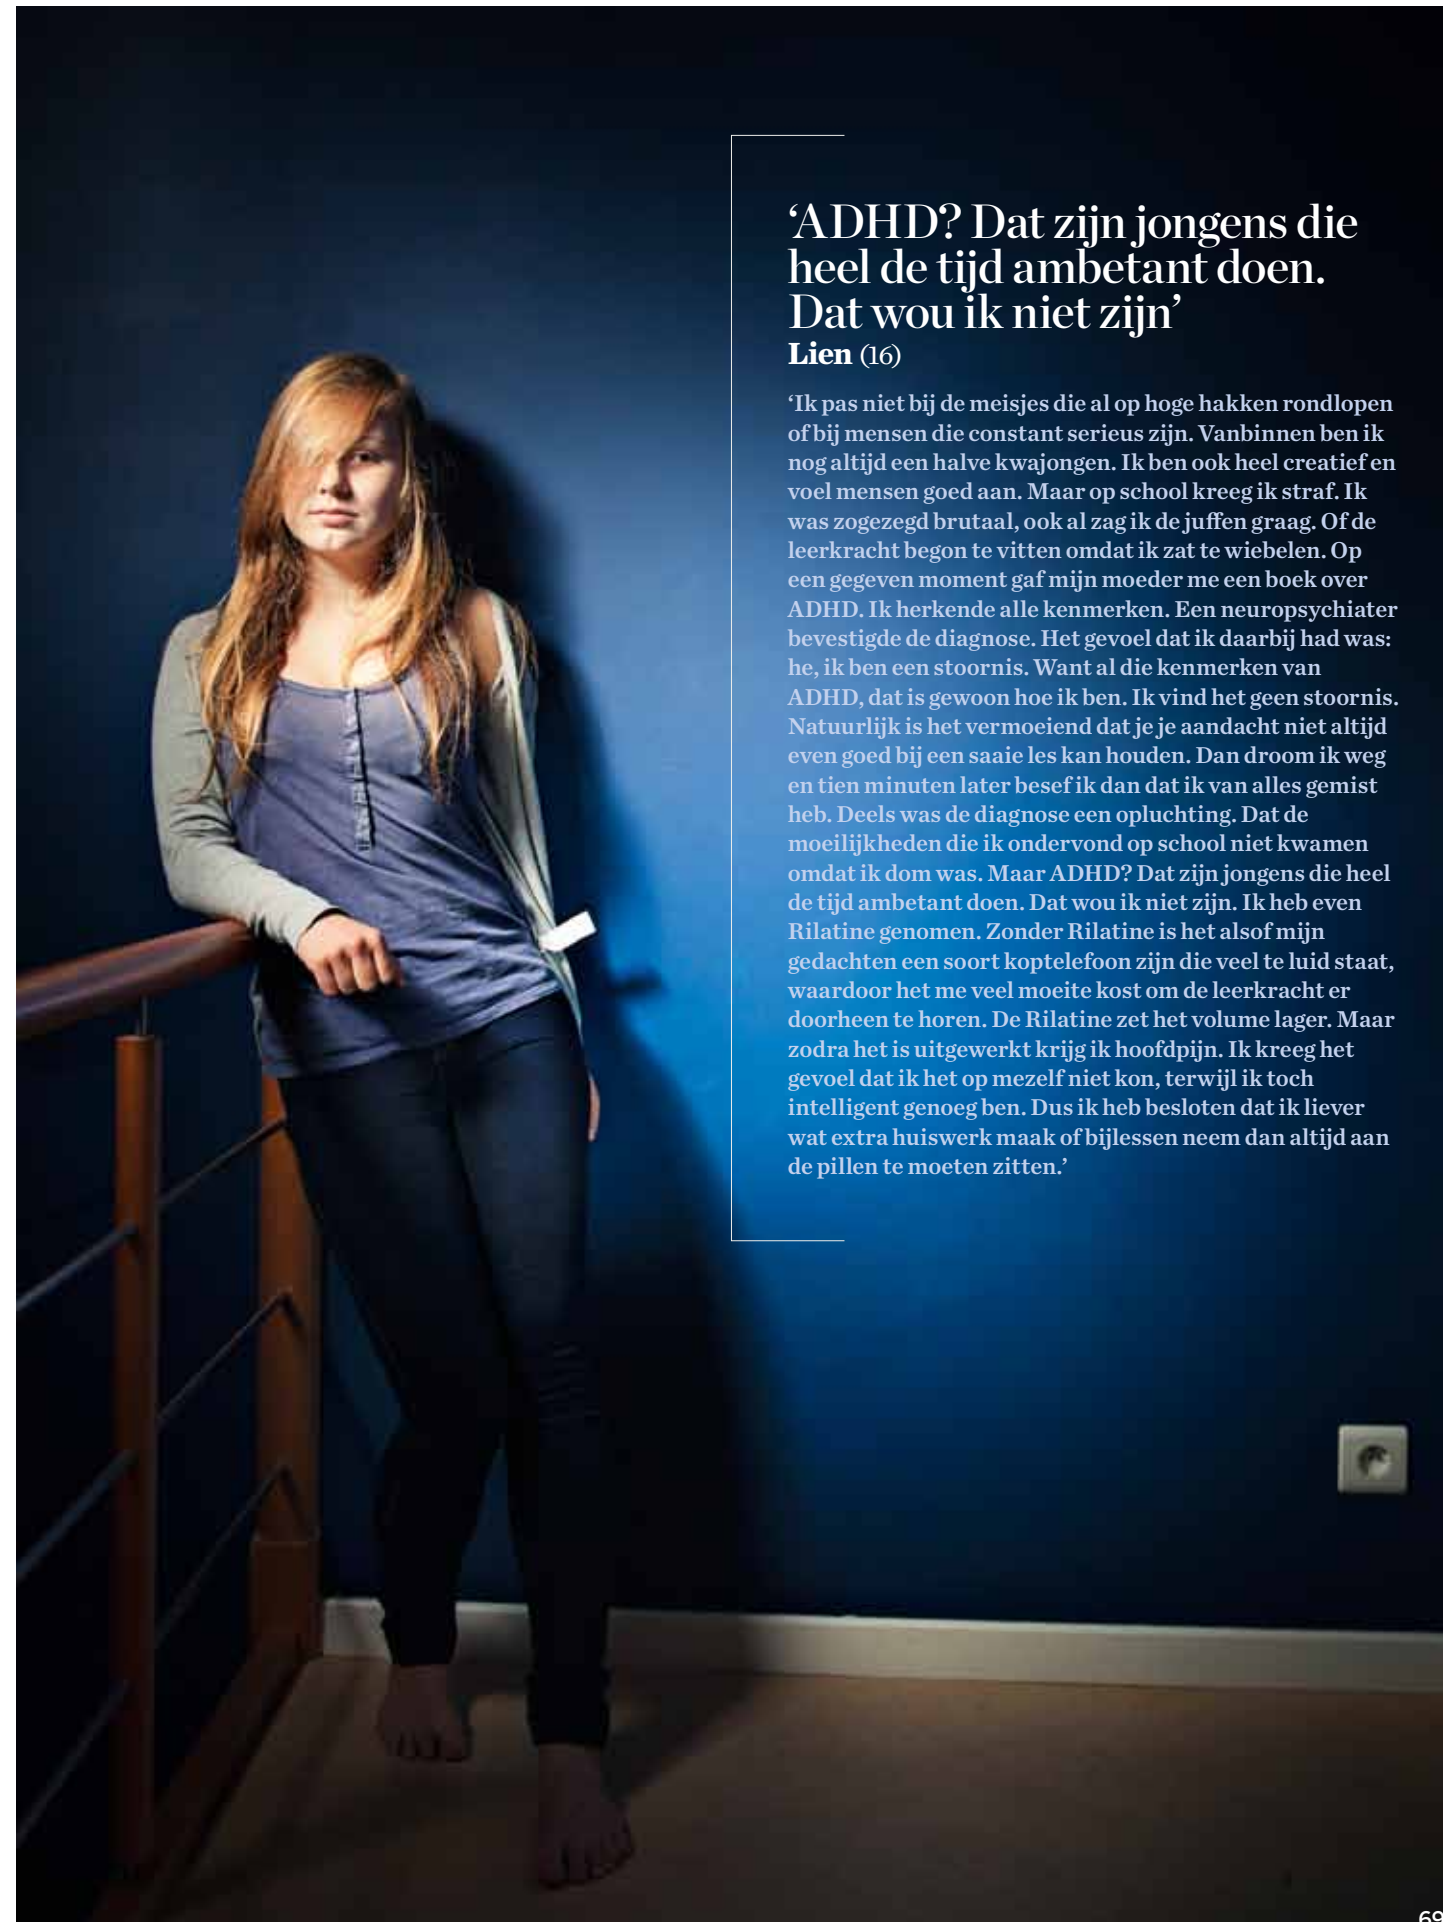 ‘ADHD? Dat zijn jongens die
heel de tijd ambetant doen.
Dat wou ik niet zijn’
Lien (16)
‘Ik pas niet bij de meisjes die al op hoge hakken rondlopen
of bij mensen die constant serieus zijn. Vanbinnen ben ik
nog altijd een halve kwajongen. Ik ben ook heel creatief en
voel mensen goed aan. Maar op school kreeg ik straf. Ik
was zogezegd brutaal, ook al zag ik de juffen graag. Of de
leerkracht begon te vitten omdat ik zat te wiebelen. Op
een gegeven moment gaf mijn moeder me een boek over
ADHD. Ik herkende alle kenmerken. Een neuropsychiater
bevestigde de diagnose. Het gevoel dat ik daarbij had was:
he, ik ben een stoornis. Want al die kenmerken van
ADHD, dat is gewoon hoe ik ben. Ik vind het geen stoornis.
Natuurlijk is het vermoeiend dat je je aandacht niet altijd
even goed bij een saaie les kan houden. Dan droom ik weg
en tien minuten later besef ik dan dat ik van alles gemist
heb. Deels was de diagnose een opluchting. Dat de
moeilijkheden die ik ondervond op school niet kwamen
omdat ik dom was. Maar ADHD? Dat zijn jongens die heel
de tijd ambetant doen. Dat wou ik niet zijn. Ik heb even
Rilatine genomen. Zonder Rilatine is het alsof mijn
gedachten een soort koptelefoon zijn die veel te luid staat,
waardoor het me veel moeite kost om de leerkracht er
doorheen te horen. De Rilatine zet het volume lager. Maar
zodra het is uitgewerkt krijg ik hoofdpijn. Ik kreeg het
gevoel dat ik het op mezelf niet kon, terwijl ik toch
intelligent genoeg ben. Dus ik heb besloten dat ik liever
wat extra huiswerk maak of bijlessen neem dan altijd aan
de pillen te moeten zitten.’
69